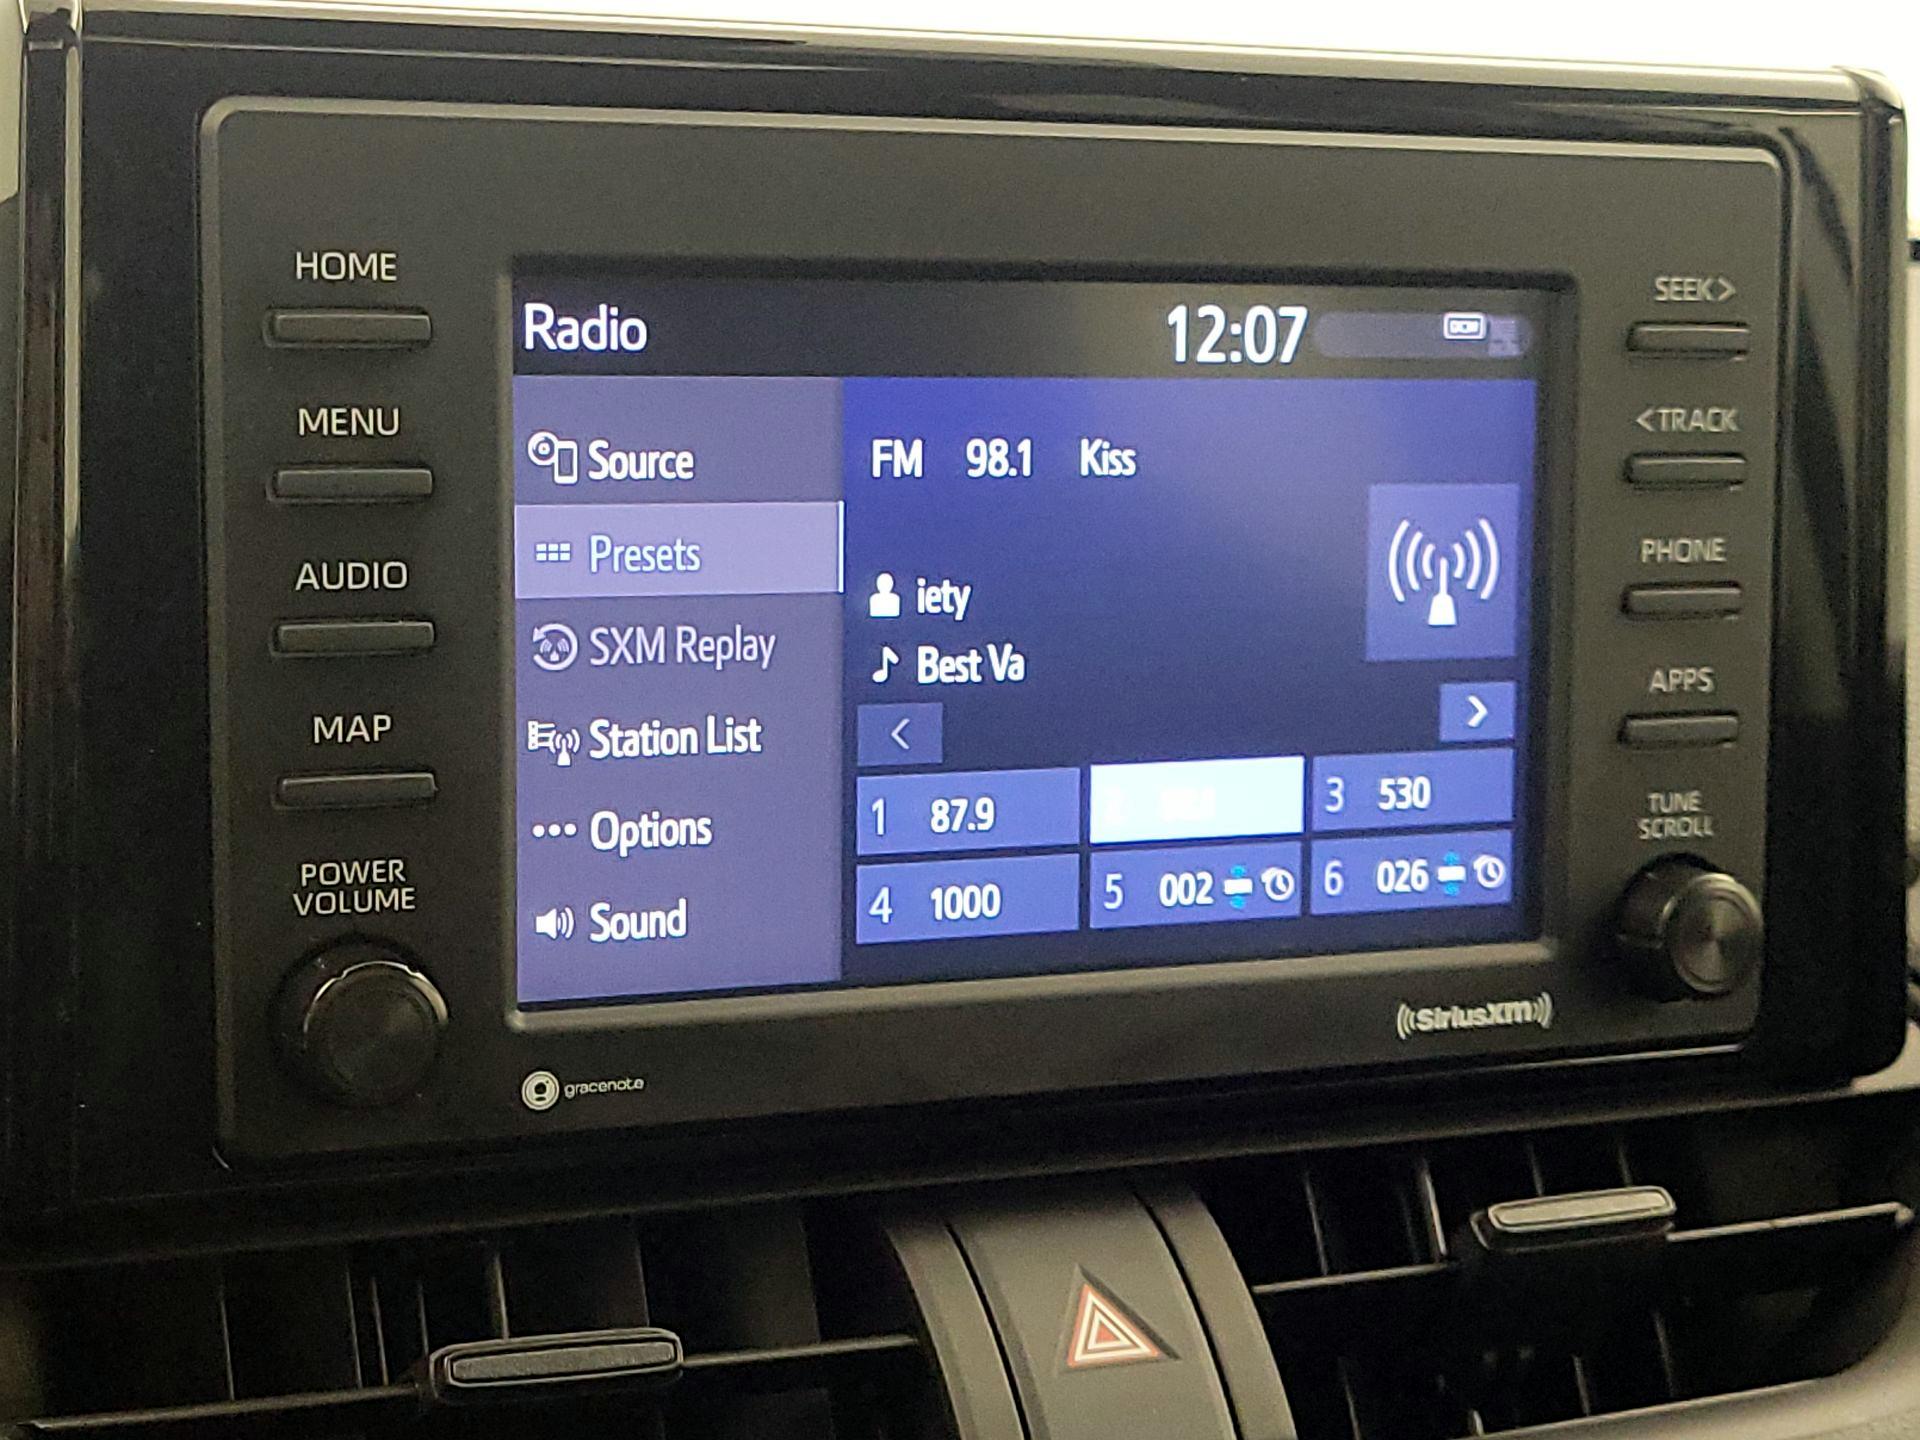 HOME
MENU
AUDIO
MAP
POWER
VOLUME
Radio
12:07
DCM
Source
Presets
SXM Replay
Station List
Options
Sound
FM 98.1 Kiss
iety
Best Va
<
>
1 87.9
2
3 530
4 1000
5 002
6 026
SEEK>
<TRACK
PHONE
APPS
TUNE
SCROLL
gracenote
((SiriusXM))